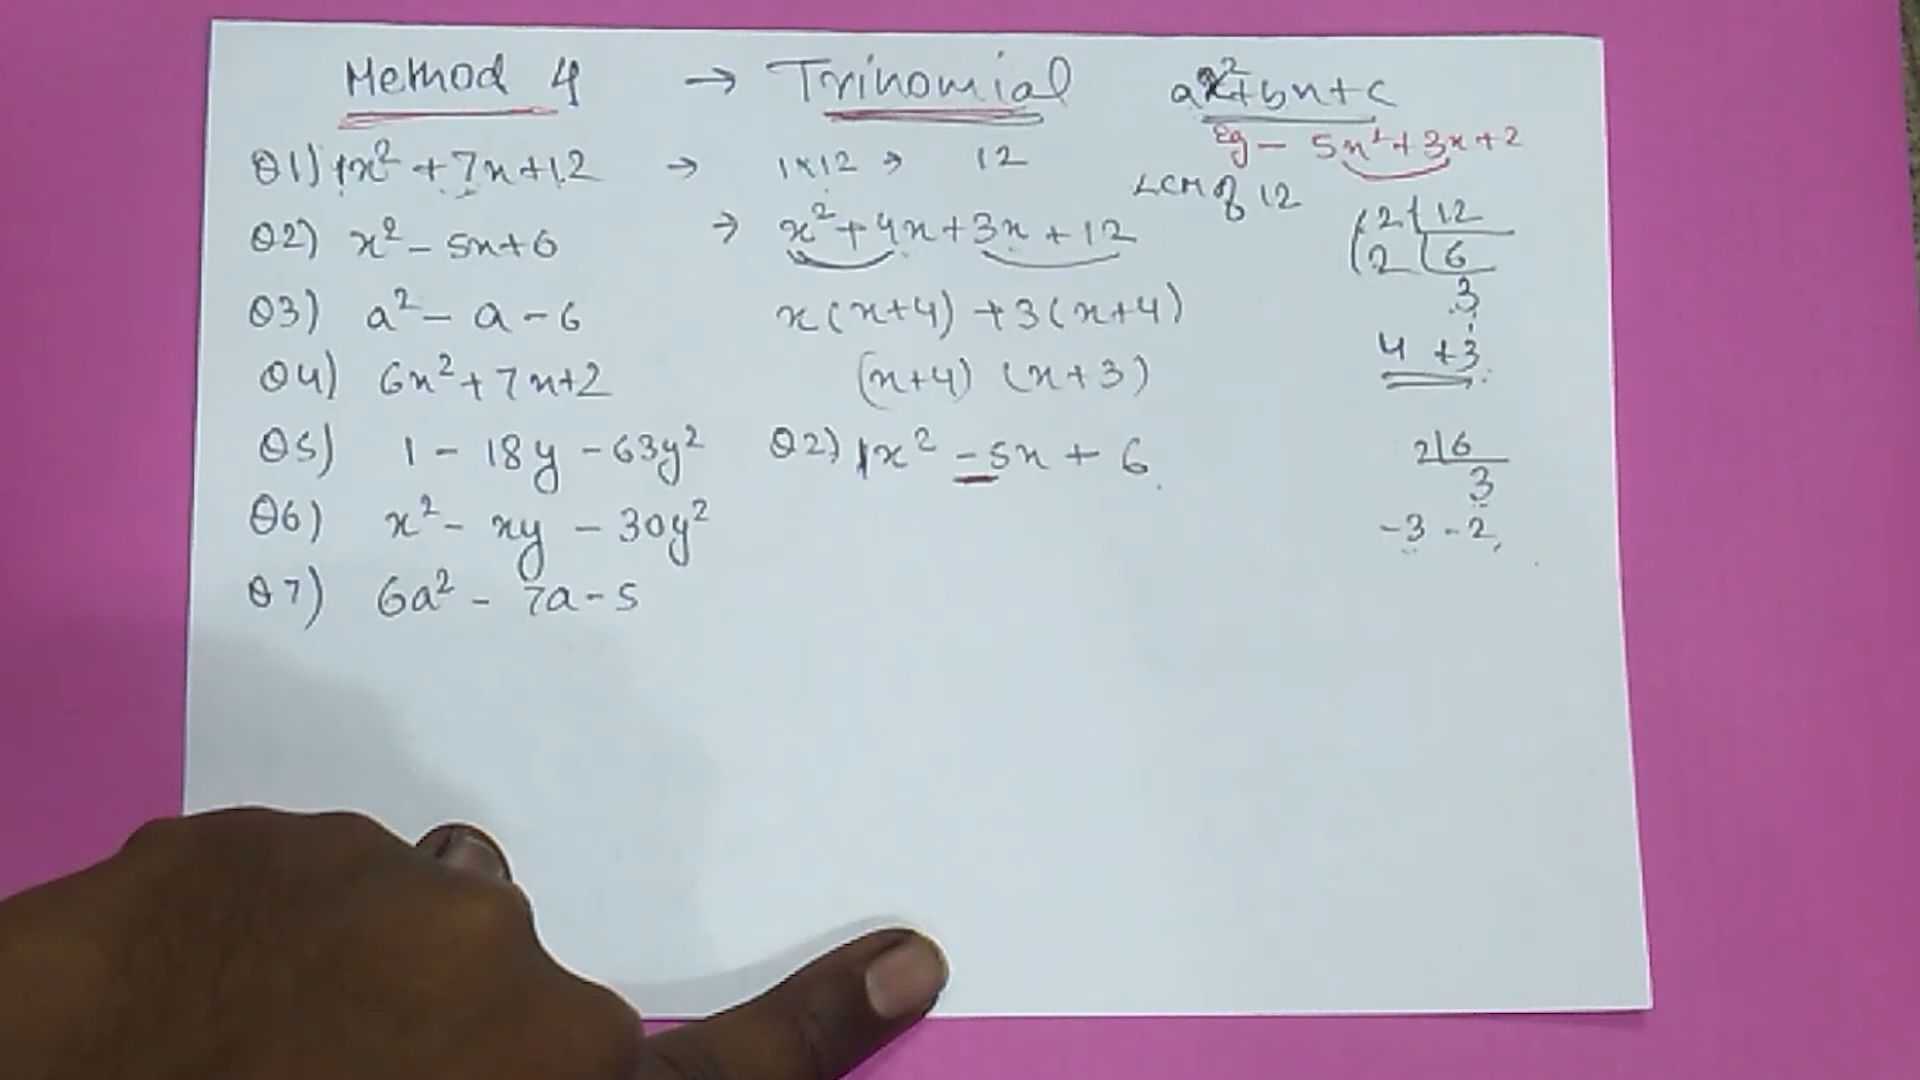 Method 4 → Trinomial ax²+bx+c
Eg - 5x²+3x+2
Q1) 1x² + 7x+12 → 1×12 → 12
LCM of 12
Q2) x² - 5x+6 → x²+4x+3x+12
2 | 12
2 | 6
3
Q3) a² - a - 6 x(x+4) +3(x+4)
4 +3
Q4) 6x²+7x+2 (x+4) (x+3)
Q5) 1 - 18y - 63y² Q2) 1x² - 5x + 6
2 | 6
3
Q6) x² - xy - 30y² -3 -2
Q7) 6a² - 7a - 5